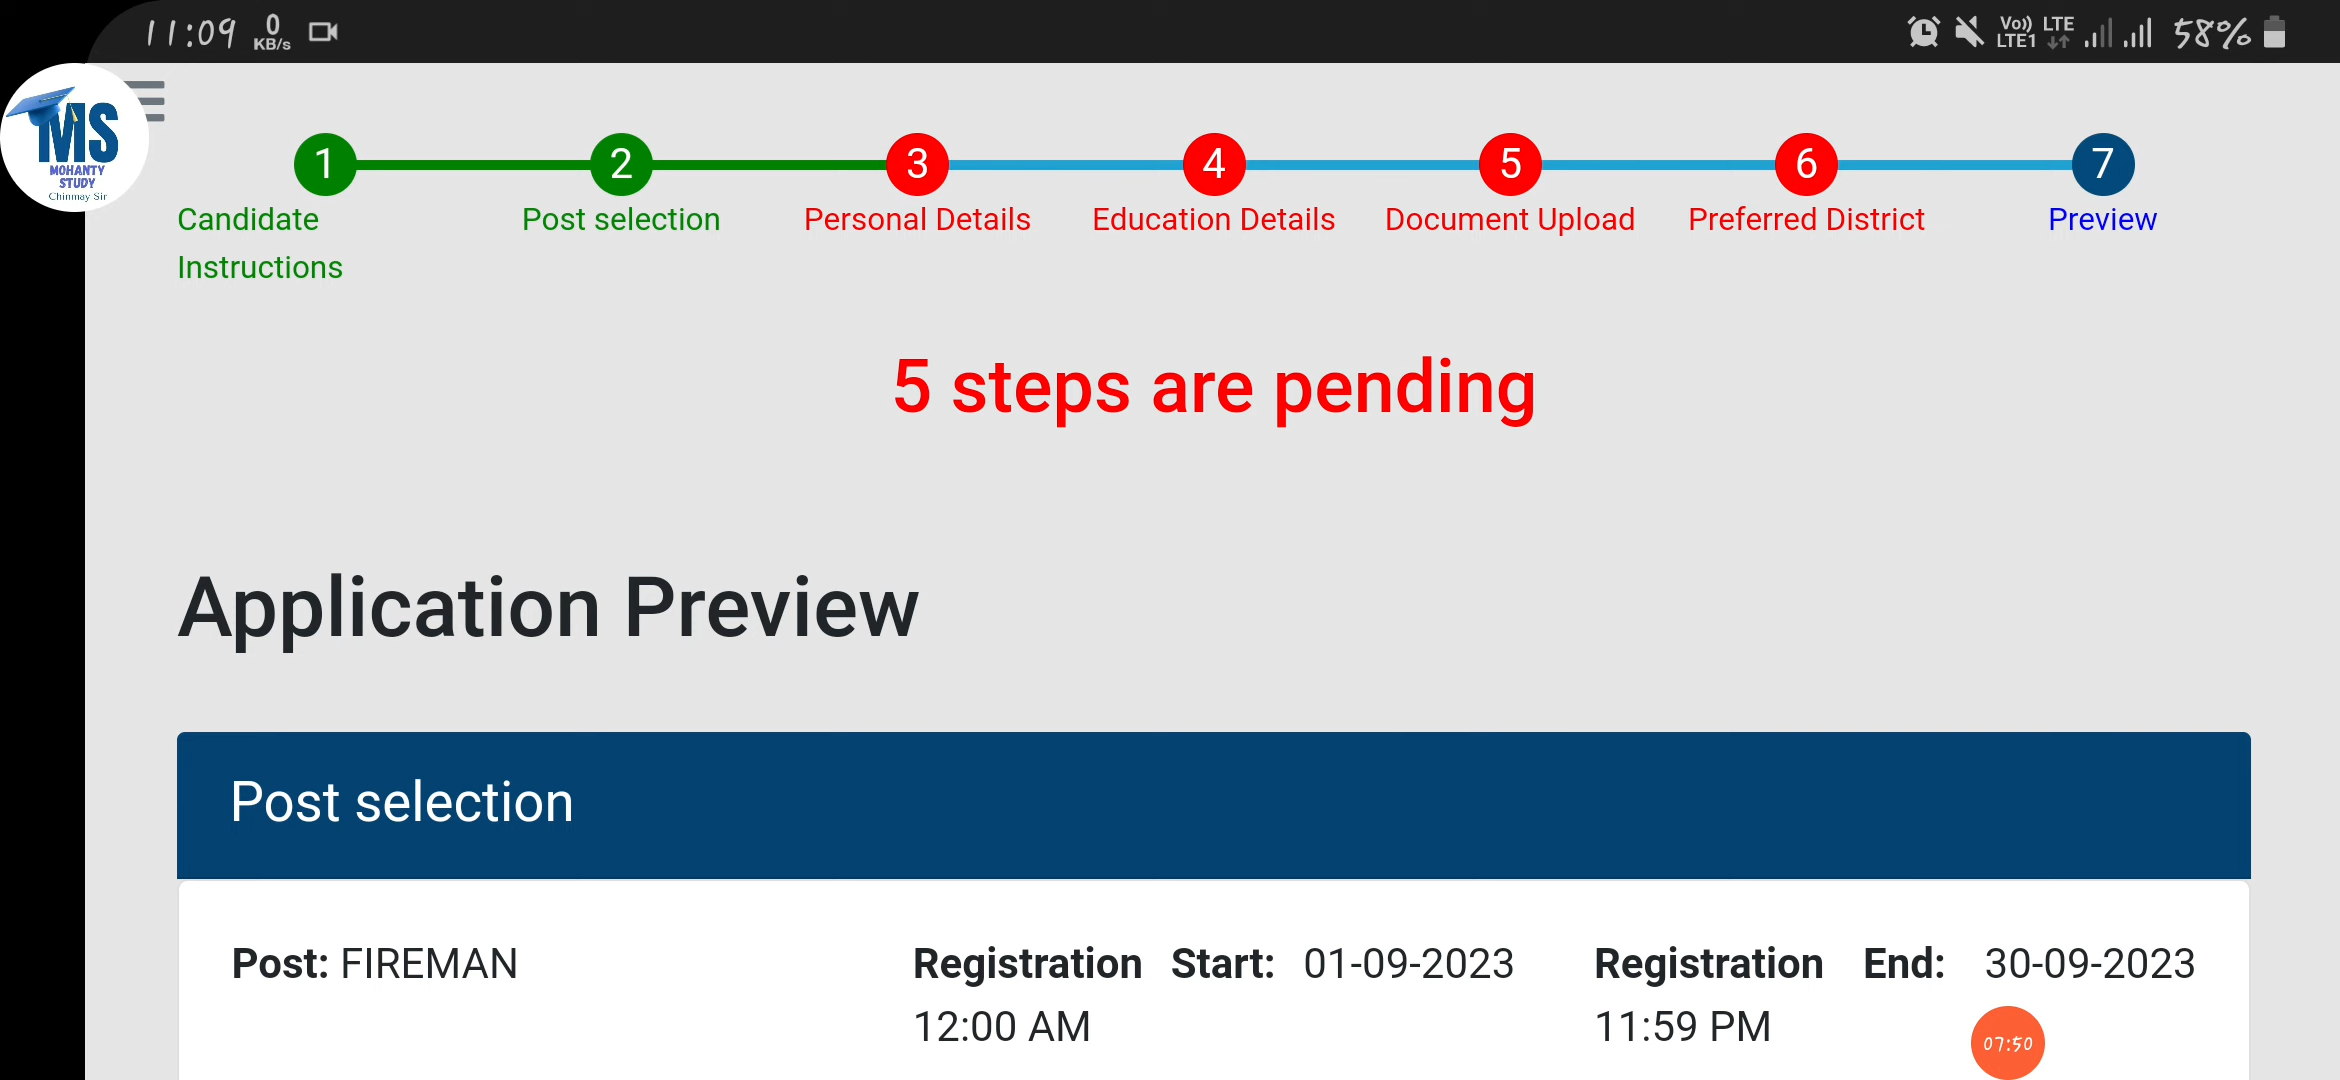 11:09 0 KB/s Vo)) LTE1 LTE 58%
MS
MOHANTY
STUDY
Chinmay Sir
1 2 3 4 5 6 7
Candidate Instructions Post selection Personal Details Education Details Document Upload Preferred District Preview
5 steps are pending
Application Preview
Post selection
Post: FIREMAN Registration Start: 01-09-2023 Registration End: 30-09-2023
12:00 AM 11:59 PM
07:50